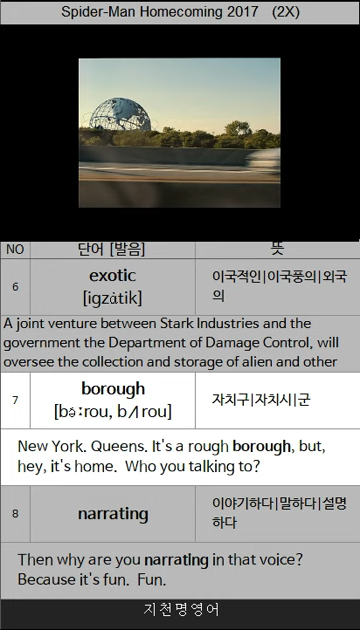 Spider-Man Homecoming 2017 (2X)
NO 단어 [발음] 뜻
6 exotic [igzàtik] 이국적인|이국풍의|외국
의
A joint venture between Stark Industries and the
government the Department of Damage Control, will
oversee the collection and storage of alien and other
7 borough 자치구|자치시|군
New York. Queens. It's a rough borough, but,
hey, it's home. Who you talking to?
8 narrating 이야기하다|말하다|설명
하다
Then why are you narrating in that voice?
Because it's fun. Fun.
지천명영어